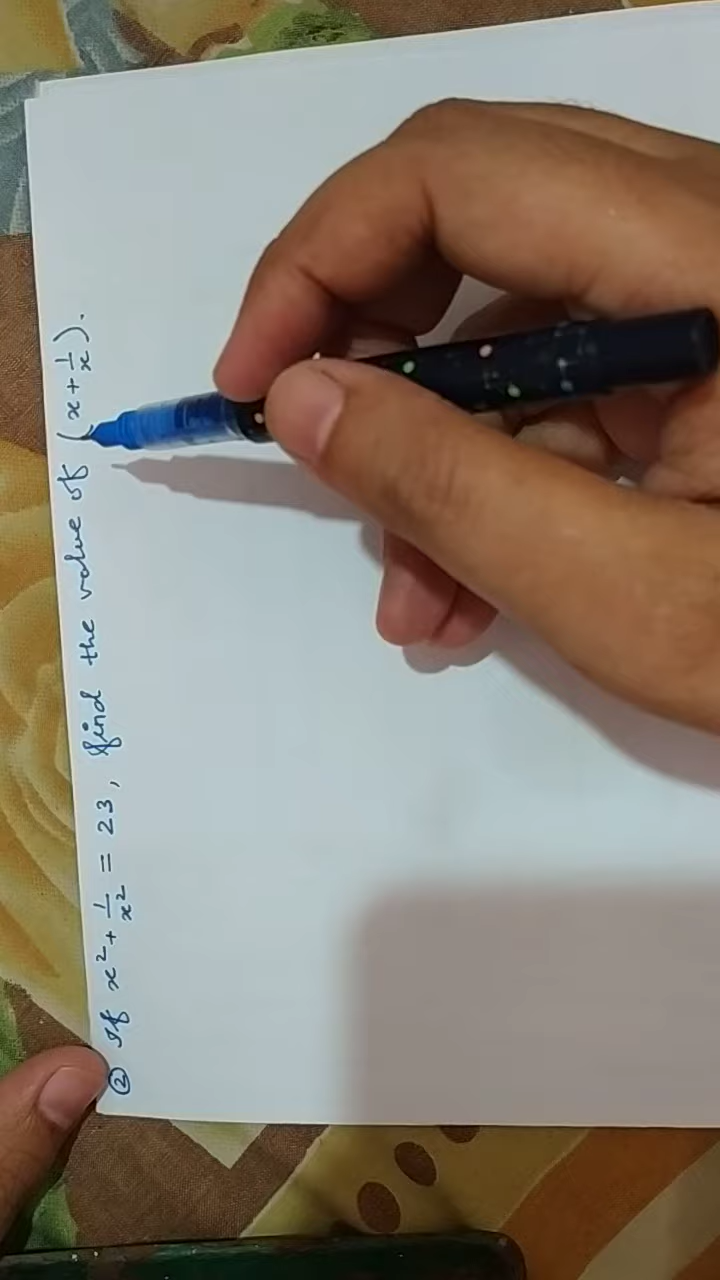 ② If x² + 1/x² = 23, find the value of (x + 1/x).